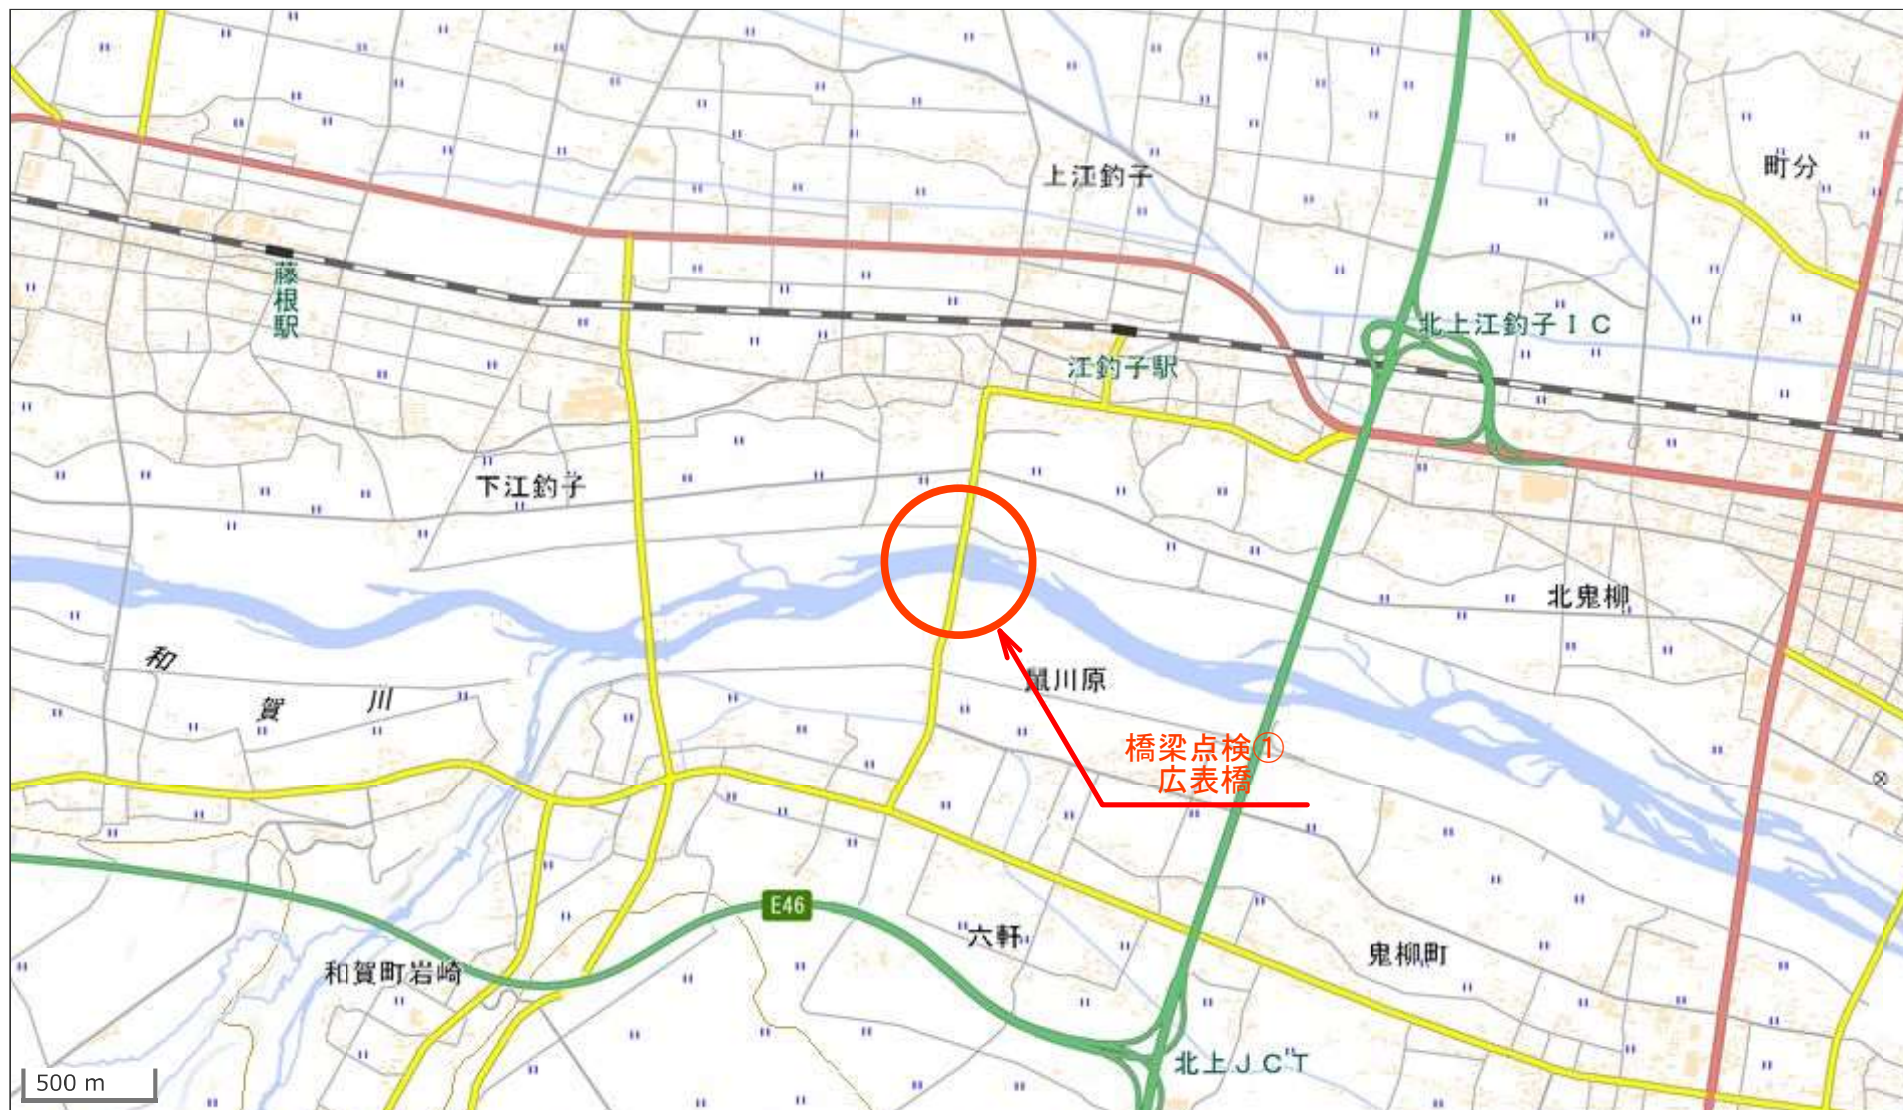 上江釣子
町分
藤根駅
北上江釣子IC
江釣子駅
下江釣子
北鬼柳
和賀川
鼠川原
橋梁点検①
広表橋
E46
六軒
鬼柳町
和賀町岩崎
北上JCT
500 m